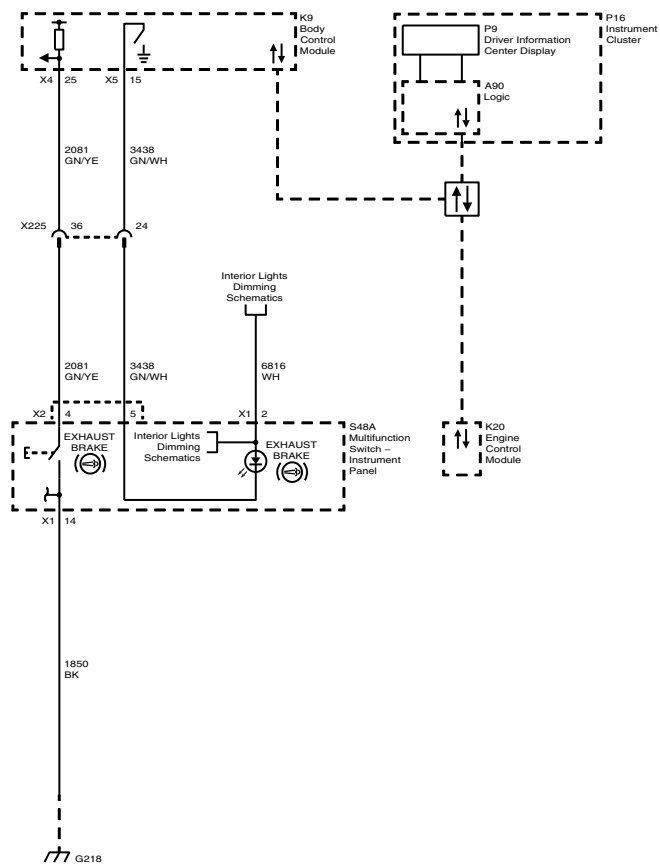 K9
Body
Control
Module
P9
Driver Information
Center Display
P16
Instrument
Cluster
A90
Logic
X4 25
X5 15
2081
GN/YE
3438
GN/WH
X225 36
24
Interior Lights
Dimming
Schematics
2081
GN/YE
3438
GN/WH
6816
WH
X2 4
5
X1 2
EXHAUST
BRAKE
Interior Lights
Dimming
Schematics
EXHAUST
BRAKE
S48A
Multifunction
Switch –
Instrument
Panel
K20
Engine
Control
Module
X1 14
1850
BK
G218